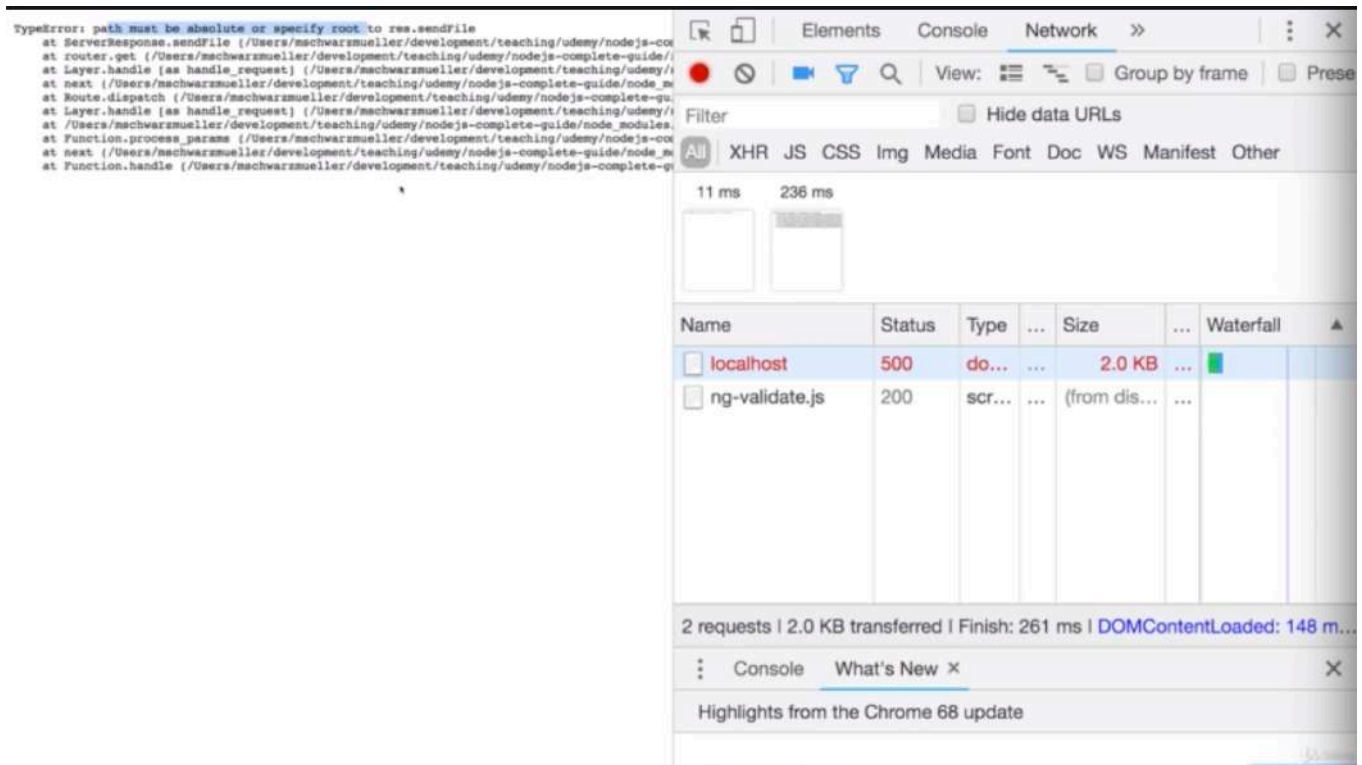 TypeError: path must be absolute or specify root to res.sendFile
at ServerResponse.sendFile (/Users/mschwarzmueller/development/teaching/udemy/nodejs-co
at router.get (/Users/mschwarzmueller/development/teaching/udemy/nodejs-complete-guide/
at Layer.handle [as handle_request] (/Users/mschwarzmueller/development/teaching/udemy/
at next (/Users/mschwarzmueller/development/teaching/udemy/nodejs-complete-guide/node_m
at Route.dispatch (/Users/mschwarzmueller/development/teaching/udemy/nodejs-complete-gu
at Layer.handle [as handle_request] (/Users/mschwarzmueller/development/teaching/udemy/
at /Users/mschwarzmueller/development/teaching/udemy/nodejs-complete-guide/node_modules
at Function.process_params (/Users/mschwarzmueller/development/teaching/udemy/nodejs-co
at next (/Users/mschwarzmueller/development/teaching/udemy/nodejs-complete-guide/node_m
at Function.handle (/Users/mschwarzmueller/development/teaching/udemy/nodejs-complete-g
Elements Console Network »
View: Group by frame Prese
Filter Hide data URLs
All XHR JS CSS Img Media Font Doc WS Manifest Other
11 ms 236 ms
Name Status Type ... Size ... Waterfall
localhost 500 do... ... 2.0 KB ...
ng-validate.js 200 scr... ... (from dis... ...
2 requests | 2.0 KB transferred | Finish: 261 ms | DOMContentLoaded: 148 m...
Console What's New ×
Highlights from the Chrome 68 update